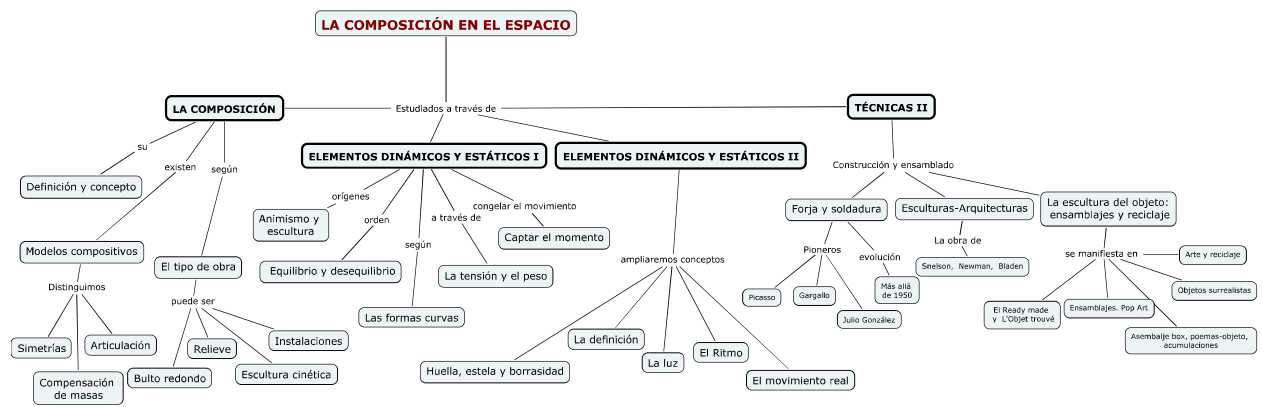 LA COMPOSICIÓN EN EL ESPACIO
LA COMPOSICIÓN
Estudiados a través de
TÉCNICAS II
ELEMENTOS DINÁMICOS Y ESTÁTICOS I
ELEMENTOS DINÁMICOS Y ESTÁTICOS II
su
existen
según
Definición y concepto
Modelos compositivos
Distinguimos
Simetrías
Articulación
Compensación
de masas
El tipo de obra
puede ser
Instalaciones
Relieve
Bulto redondo
Escultura cinética
orígenes
Animismo y
escultura
orden
Equilibrio y desequilibrio
según
Las formas curvas
a través de
La tensión y el peso
congelar el movimiento
Captar el momento
ampliaremos conceptos
Huella, estela y borrasidad
La definición
La luz
El Ritmo
El movimiento real
Construcción y ensamblado
Forja y soldadura
Pioneros
Picasso
Gargallo
Julio González
evolución
Más allá
de 1950
Esculturas-Arquitecturas
La obra de
Snelson, Newman, Bladen
La escultura del objeto:
ensamblajes y reciclaje
se manifiesta en
Arte y reciclaje
Objetos surrealistas
El Ready made
y L'Objet trouvé
Ensamblajes. Pop Art
Asembalje box, poemas-objeto,
acumulaciones